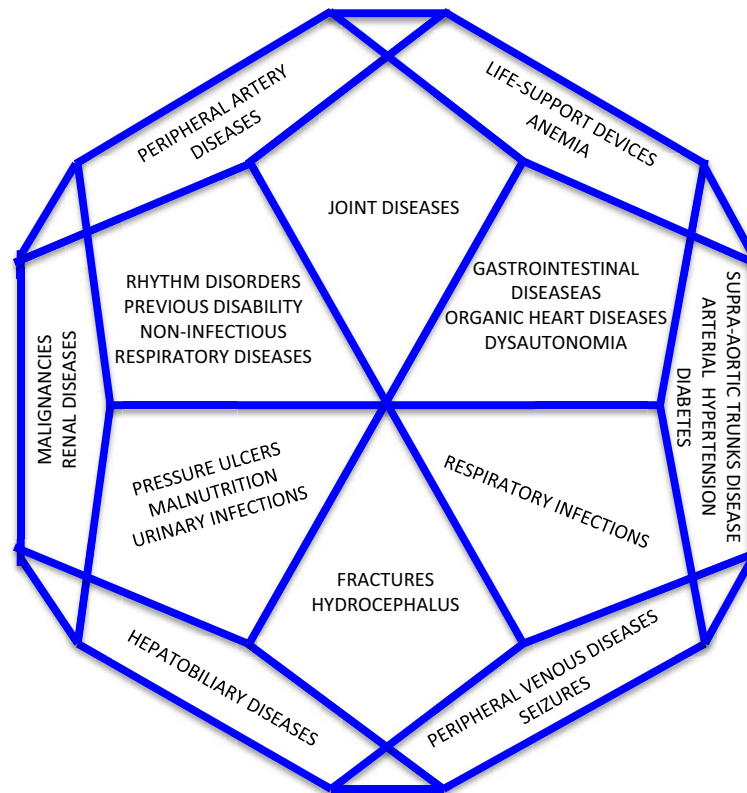 PERIPHERAL ARTERY
DISEASES
LIFE-SUPPORT DEVICES
ANEMIA
JOINT DISEASES
RHYTHM DISORDERS
PREVIOUS DISABILITY
NON-INFECTIOUS
RESPIRATORY DISEASES
GASTROINTESTINAL
DISEASEAS
ORGANIC HEART DISEASES
DYSAUTONOMIA
SUPRA-AORTIC TRUNKS DISEASE
ARTERIAL HYPERTENSION
DIABETES
MALIGNANCIES
RENAL DISEASES
PRESSURE ULCERS
MALNUTRITION
URINARY INFECTIONS
RESPIRATORY INFECTIONS
FRACTURES
HYDROCEPHALUS
HEPATOBILIARY DISEASES
PERIPHERAL VENOUS DISEASES
SEIZURES